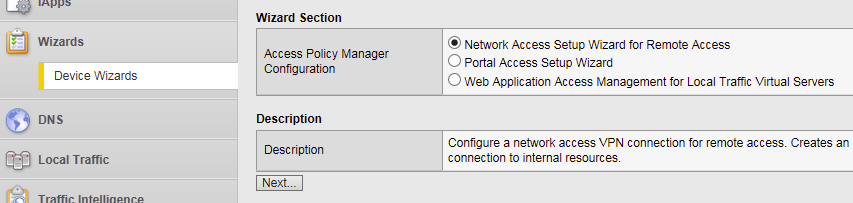 iApps
Wizards
Device Wizards
DNS
Local Traffic
Traffic Intelligence
Wizard Section
Access Policy Manager
Configuration
Network Access Setup Wizard for Remote Access
Portal Access Setup Wizard
Web Application Access Management for Local Traffic Virtual Servers
Description
Description
Configure a network access VPN connection for remote access. Creates an
connection to internal resources.
Next...